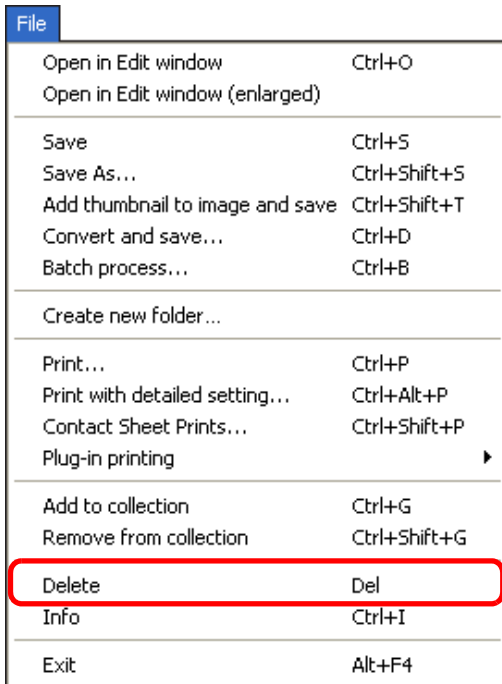 File
Open in Edit window Ctrl+O
Open in Edit window (enlarged)
Save Ctrl+S
Save As... Ctrl+Shift+S
Add thumbnail to image and save Ctrl+Shift+T
Convert and save... Ctrl+D
Batch process... Ctrl+B
Create new folder...
Print... Ctrl+P
Print with detailed setting... Ctrl+Alt+P
Contact Sheet Prints... Ctrl+Shift+P
Plug-in printing
Add to collection Ctrl+G
Remove from collection Ctrl+Shift+G
Delete Del
Info Ctrl+I
Exit Alt+F4